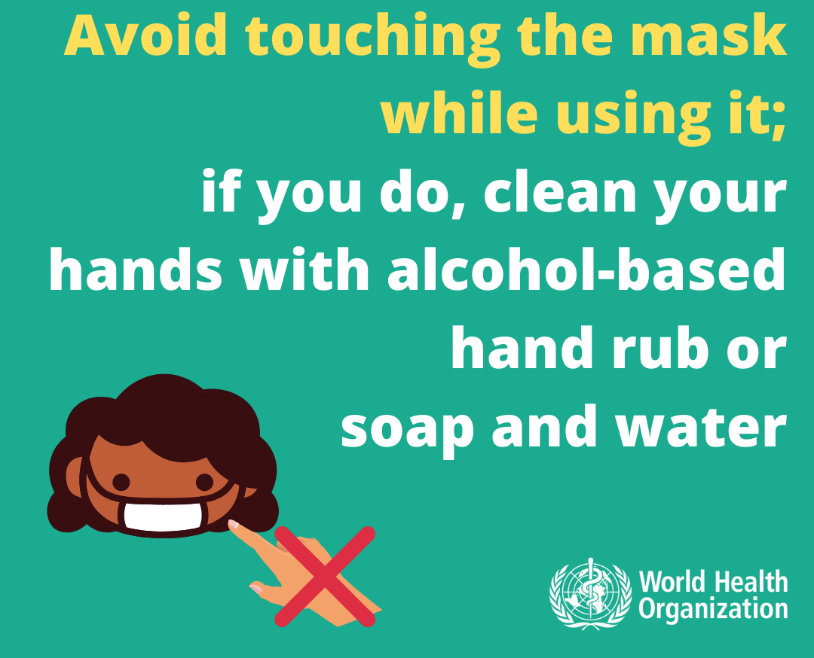 Avoid touching the mask
while using it;
if you do, clean your
hands with alcohol-based
hand rub or
soap and water
World Health
Organization